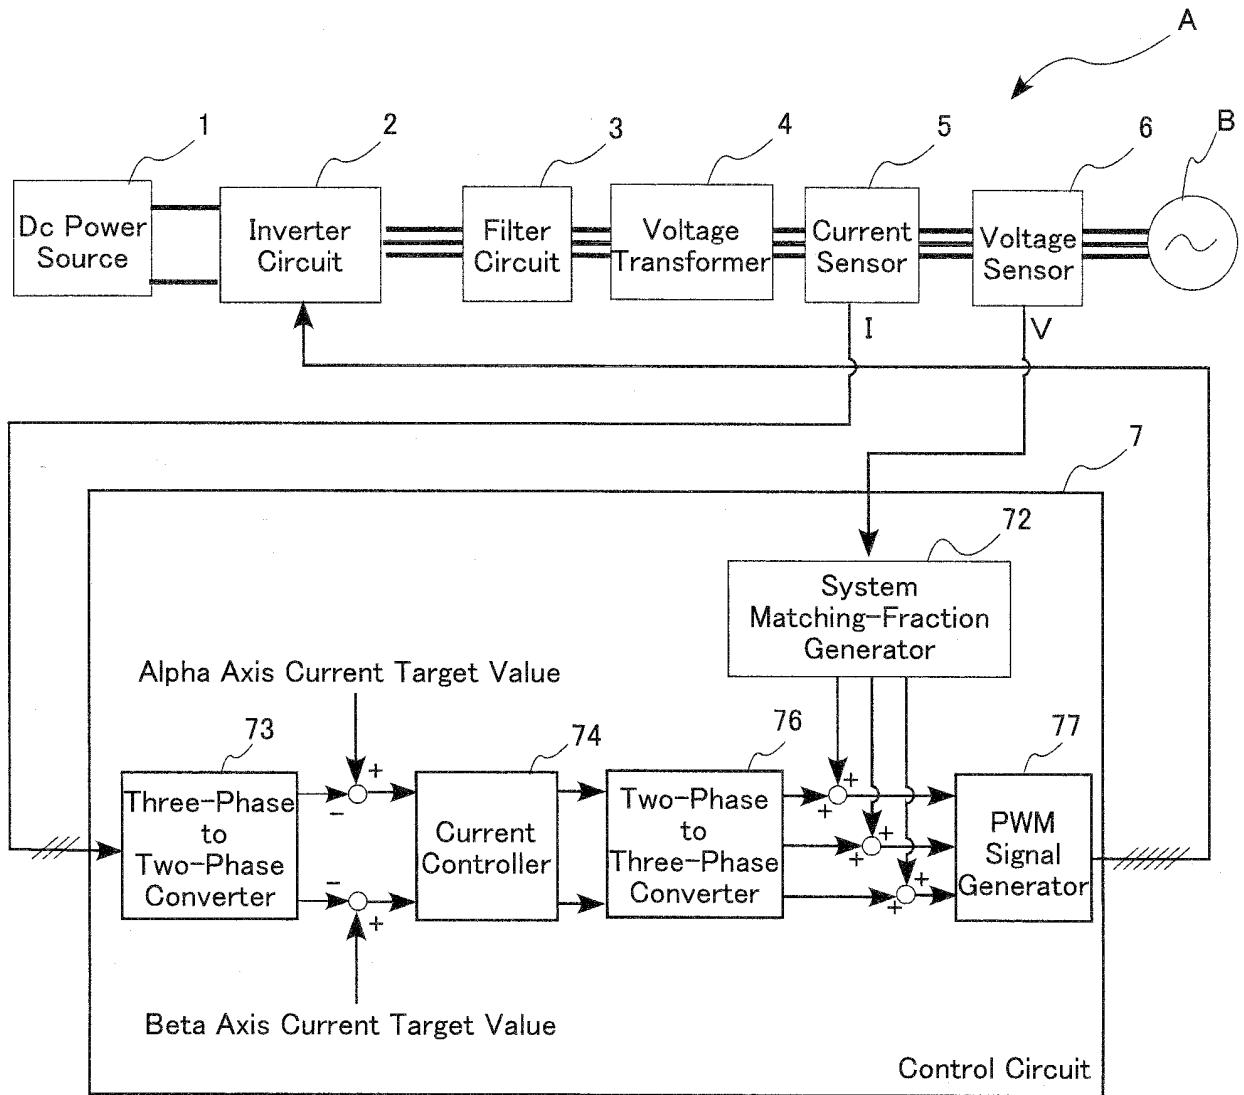 A
1
2
3
4
5
6
B
Dc Power
Source
Inverter
Circuit
Filter
Circuit
Voltage
Transformer
Current
Sensor
Voltage
Sensor
I
V
7
72
System
Matching-Fraction
Generator
Alpha Axis Current Target Value
73
74
76
77
Three-Phase
to
Two-Phase
Converter
+
−
−
+
Current
Controller
Two-Phase
to
Three-Phase
Converter
+
+
+
+
+
+
PWM
Signal
Generator
Beta Axis Current Target Value
Control Circuit